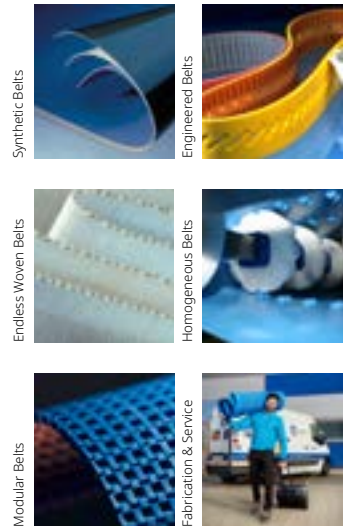 Synthetic Belts
Engineered Belts
Endless Woven Belts
Homogeneous Belts
Modular Belts
Fabrication & Service